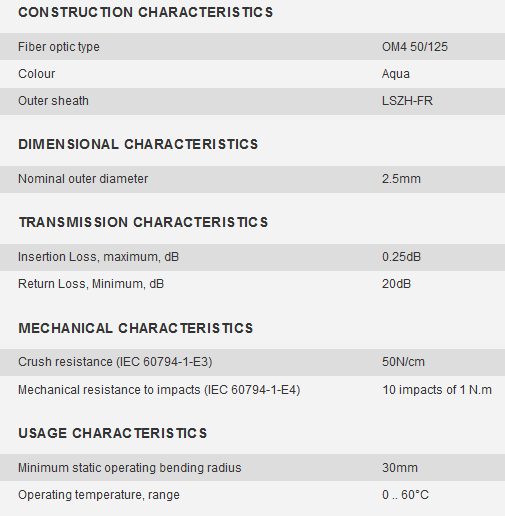 CONSTRUCTION CHARACTERISTICS
Fiber optic type OM4 50/125
Colour Aqua
Outer sheath LSZH-FR
DIMENSIONAL CHARACTERISTICS
Nominal outer diameter 2.5mm
TRANSMISSION CHARACTERISTICS
Insertion Loss, maximum, dB 0.25dB
Return Loss, Minimum, dB 20dB
MECHANICAL CHARACTERISTICS
Crush resistance (IEC 60794-1-E3) 50N/cm
Mechanical resistance to impacts (IEC 60794-1-E4) 10 impacts of 1 N.m
USAGE CHARACTERISTICS
Minimum static operating bending radius 30mm
Operating temperature, range 0 .. 60°C